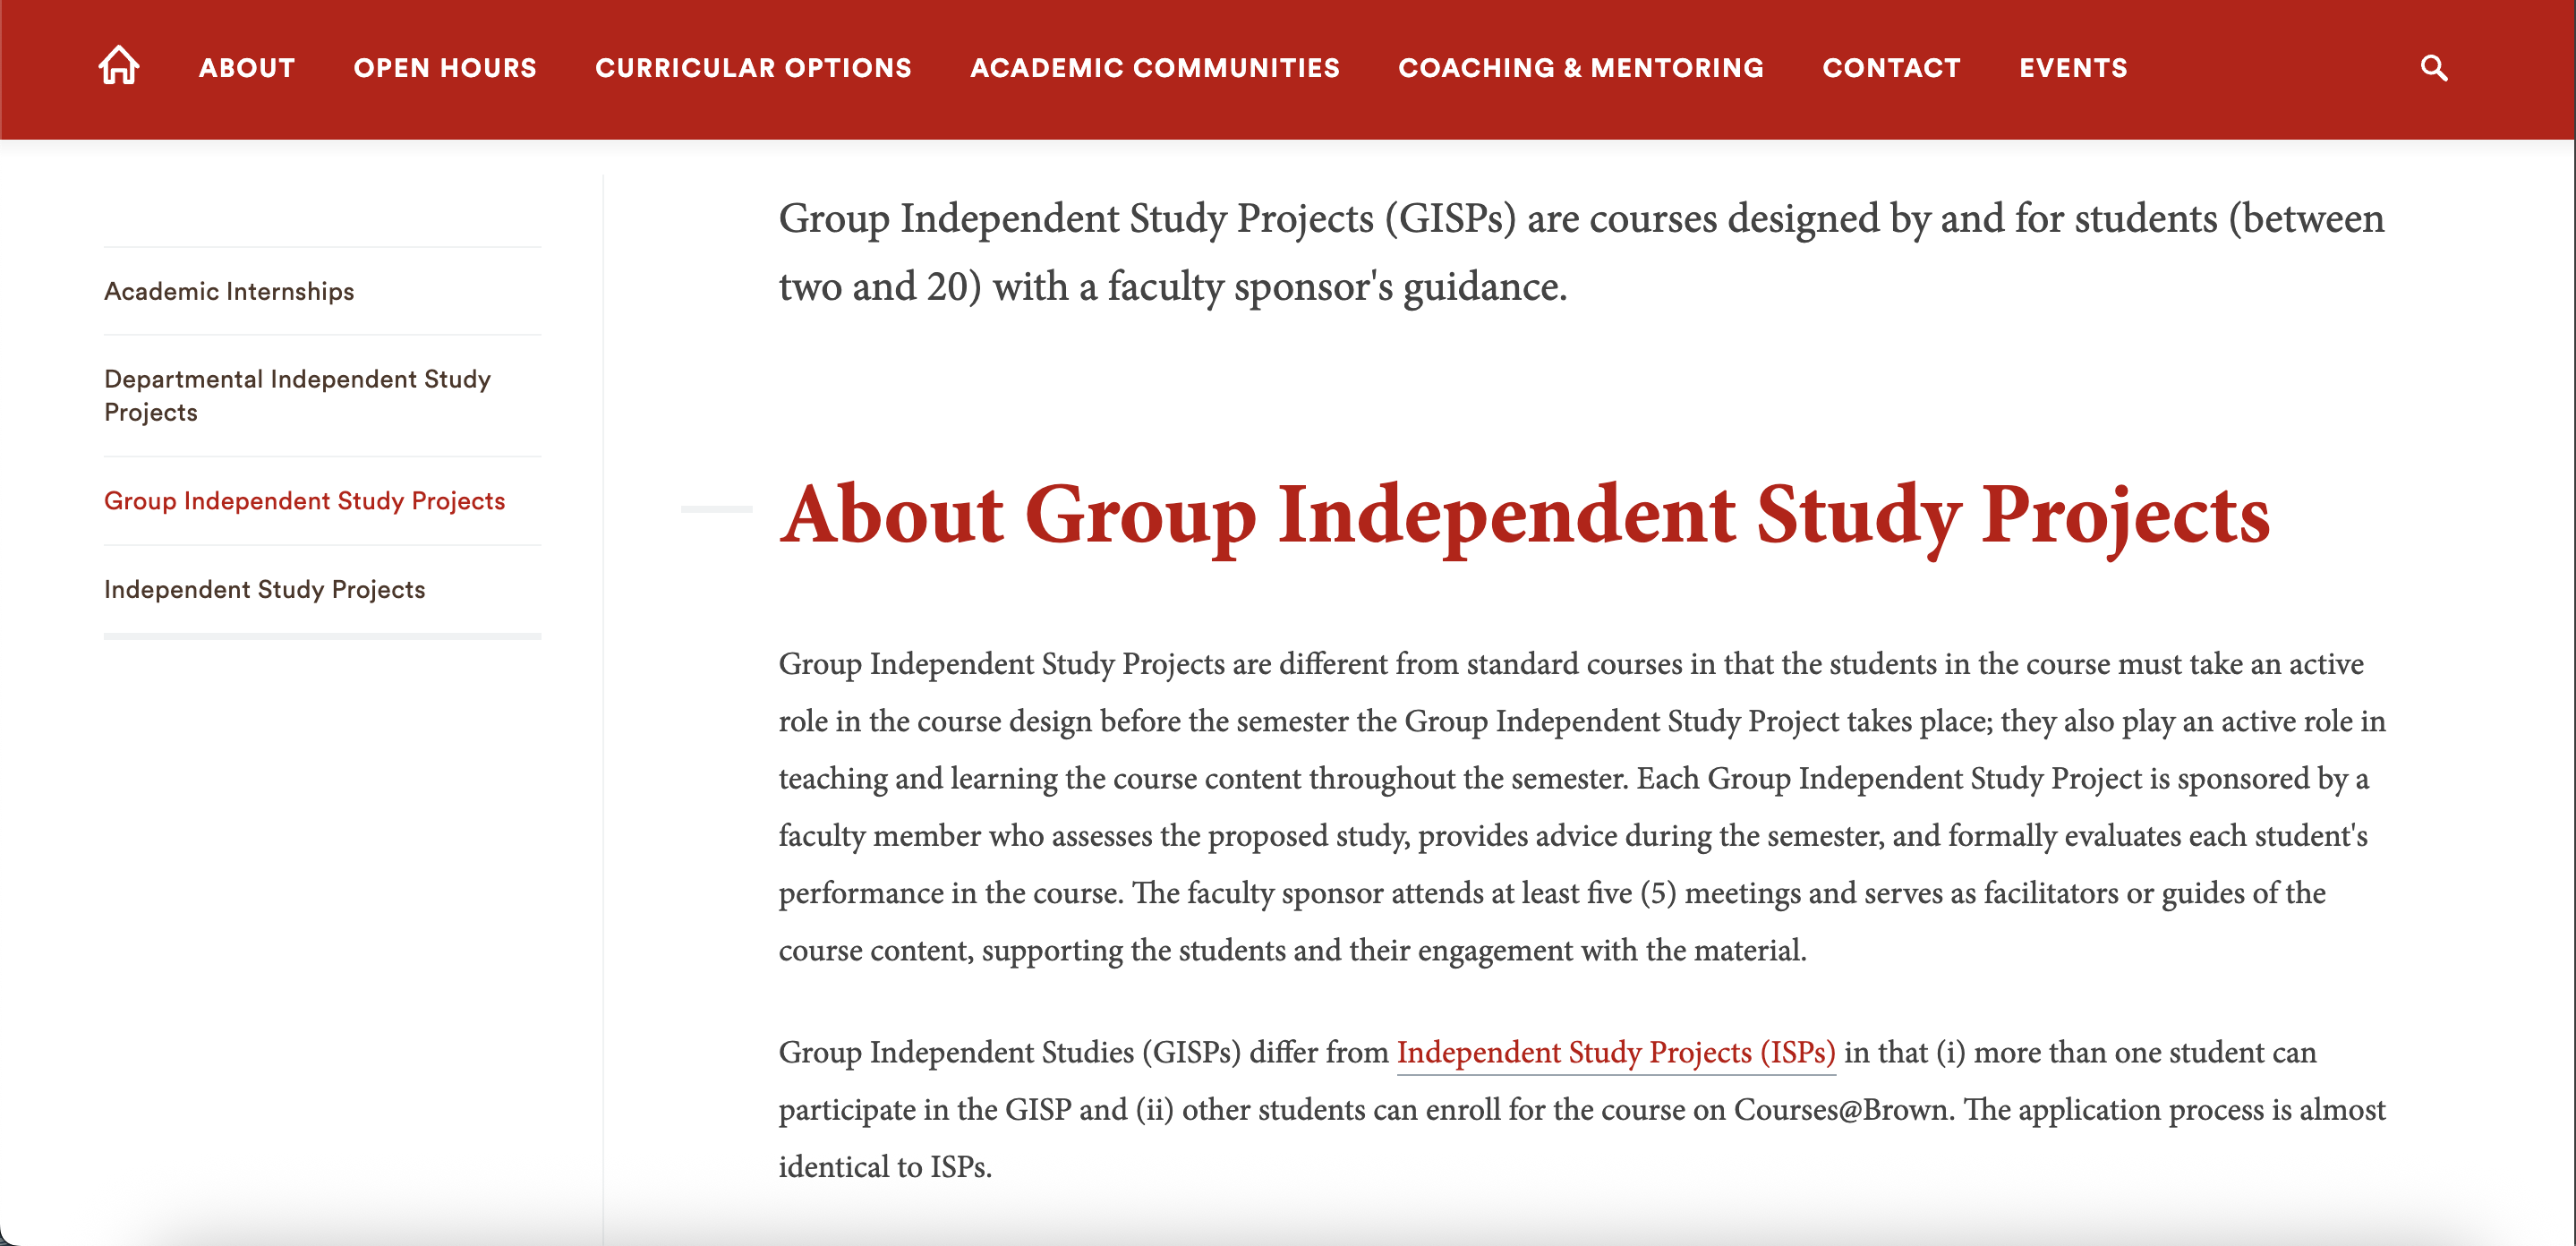 ABOUT OPEN HOURS CURRICULAR OPTIONS ACADEMIC COMMUNITIES COACHING & MENTORING CONTACT EVENTS
Academic Internships
Departmental Independent Study
Projects
Group Independent Study Projects
Independent Study Projects
Group Independent Study Projects (GISPs) are courses designed by and for students (between
two and 20) with a faculty sponsor's guidance.
About Group Independent Study Projects
Group Independent Study Projects are different from standard courses in that the students in the course must take an active
role in the course design before the semester the Group Independent Study Project takes place; they also play an active role in
teaching and learning the course content throughout the semester. Each Group Independent Study Project is sponsored by a
faculty member who assesses the proposed study, provides advice during the semester, and formally evaluates each student's
performance in the course. The faculty sponsor attends at least five (5) meetings and serves as facilitators or guides of the
course content, supporting the students and their engagement with the material.
Group Independent Studies (GISPs) differ from Independent Study Projects (ISPs) in that (i) more than one student can
participate in the GISP and (ii) other students can enroll for the course on Courses@Brown. The application process is almost
identical to ISPs.